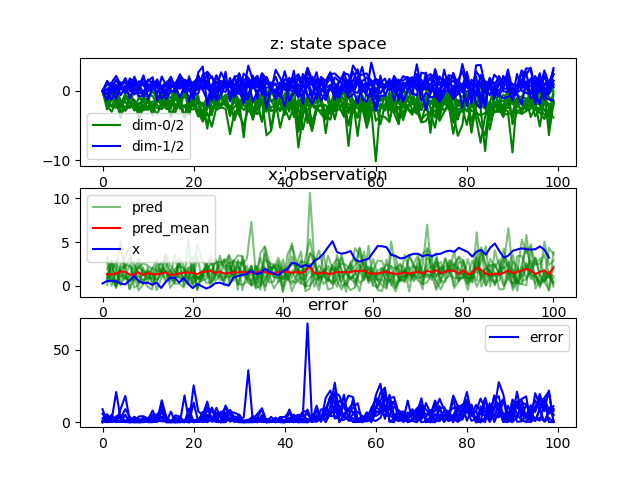 z: state space
0
−10
dim-0/2
dim-1/2
0 20 40 60 80 100
x: observation
10
5
0
pred
pred_mean
x
0 20 40 60 80 100
error
50
0
error
0 20 40 60 80 100